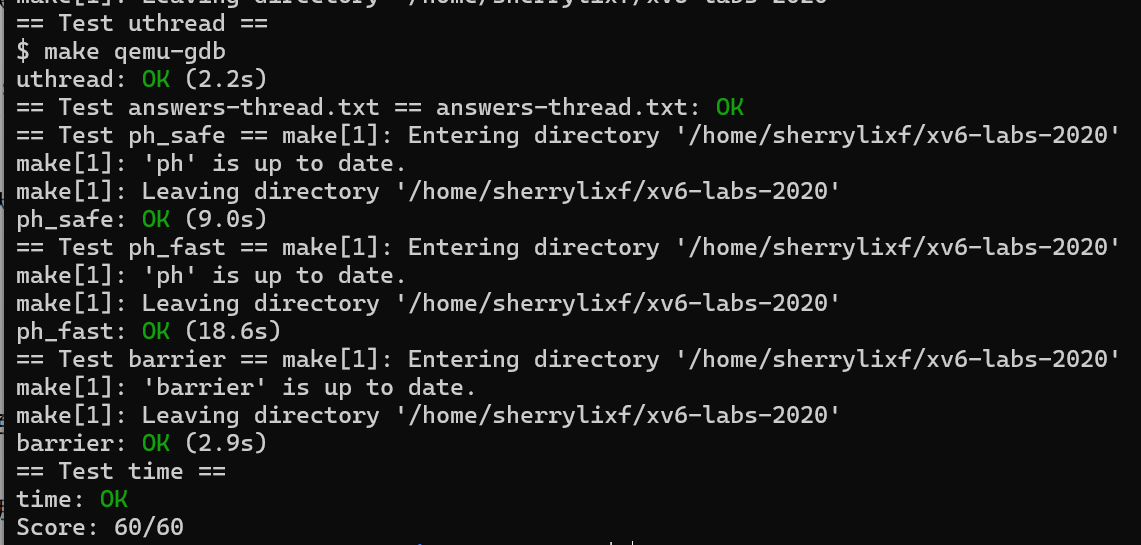 make[1]: Leaving directory '/home/sherrylixf/xv6-labs-2020'
== Test uthread ==
$ make qemu-gdb
uthread: OK (2.2s)
== Test answers-thread.txt == answers-thread.txt: OK
== Test ph_safe == make[1]: Entering directory '/home/sherrylixf/xv6-labs-2020'
make[1]: 'ph' is up to date.
make[1]: Leaving directory '/home/sherrylixf/xv6-labs-2020'
ph_safe: OK (9.0s)
== Test ph_fast == make[1]: Entering directory '/home/sherrylixf/xv6-labs-2020'
make[1]: 'ph' is up to date.
make[1]: Leaving directory '/home/sherrylixf/xv6-labs-2020'
ph_fast: OK (18.6s)
== Test barrier == make[1]: Entering directory '/home/sherrylixf/xv6-labs-2020'
make[1]: 'barrier' is up to date.
make[1]: Leaving directory '/home/sherrylixf/xv6-labs-2020'
barrier: OK (2.9s)
== Test time ==
time: OK
Score: 60/60